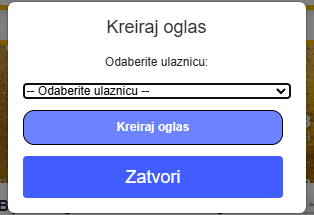 Kreiraj oglas
Odaberite ulaznicu:
-- Odaberite ulaznicu --
Kreiraj oglas
Zatvori